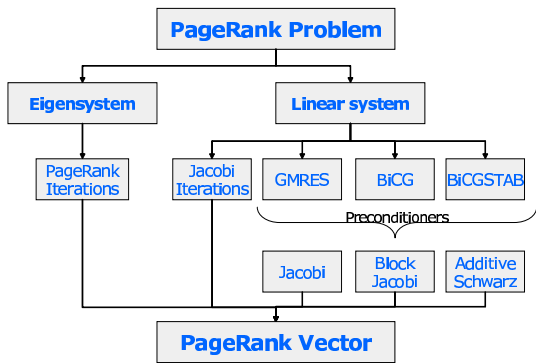 PageRank Problem
Eigensystem
Linear system
PageRank
Iterations
Jacobi
Iterations
GMRES
BiCG
BiCGSTAB
Preconditioners
Jacobi
Block
Jacobi
Additive
Schwarz
PageRank Vector